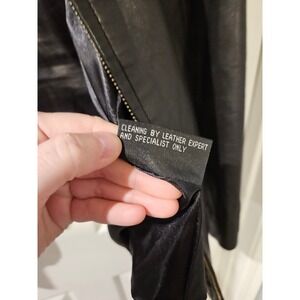 CLEANING BY LEATHER EXPERT
AND SPECIALIST ONLY